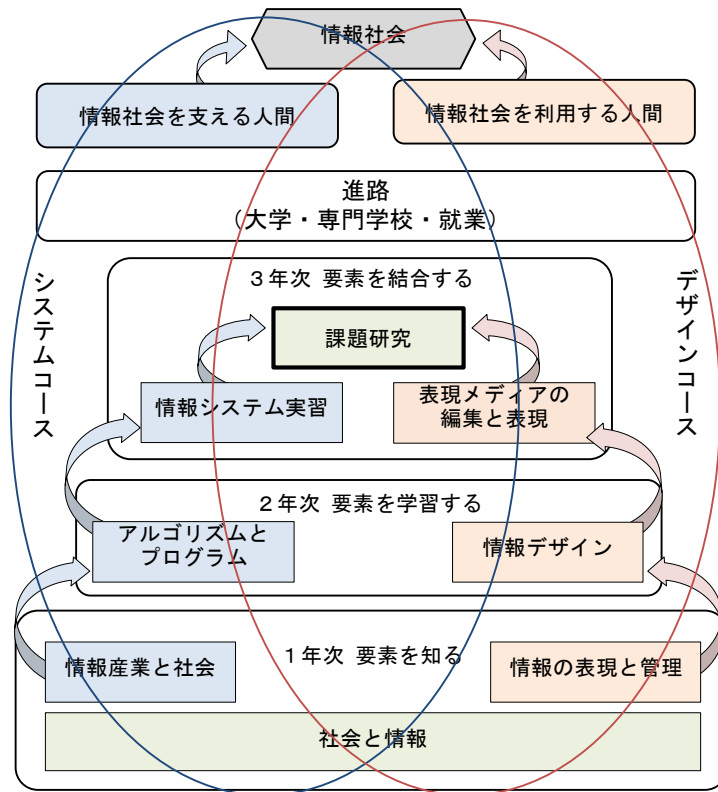 情報社会
情報社会を支える人間
情報社会を利用する人間
進路
（大学・専門学校・就業）
システムコース
デザインコース
３年次 要素を結合する
課題研究
情報システム実習
表現メディアの
編集と表現
２年次 要素を学習する
アルゴリズムと
プログラム
情報デザイン
１年次 要素を知る
情報産業と社会
情報の表現と管理
社会と情報